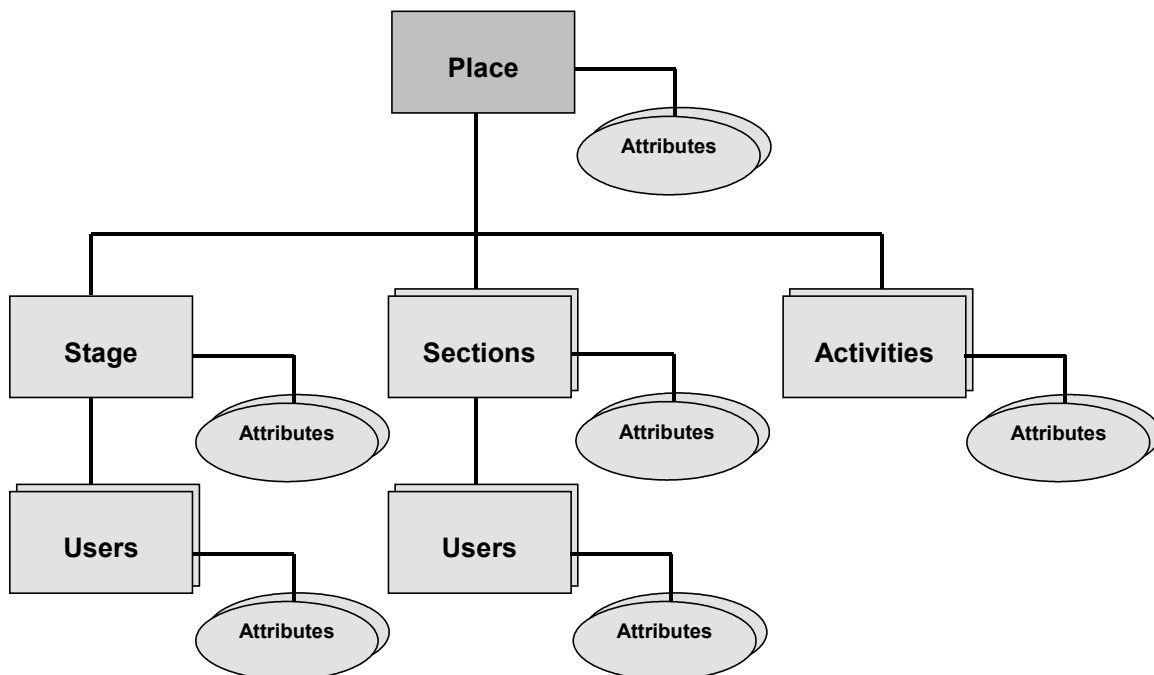 Place
Attributes
Stage
Sections
Activities
Attributes
Attributes
Attributes
Users
Users
Attributes
Attributes